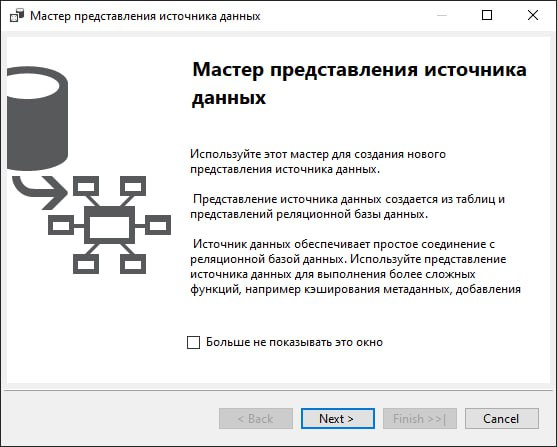 Мастер представления источника данных
Мастер представления источника
данных
Используйте этот мастер для создания нового
представления источника данных.
Представление источника данных создается из таблиц и
представлений реляционной базы данных.
Источник данных обеспечивает простое соединение с
реляционной базой данных. Используйте представление
источника данных для выполнения более сложных
функций, например кэширования метаданных, добавления
Больше не показывать это окно
< Back
Next >
Finish >>|
Cancel